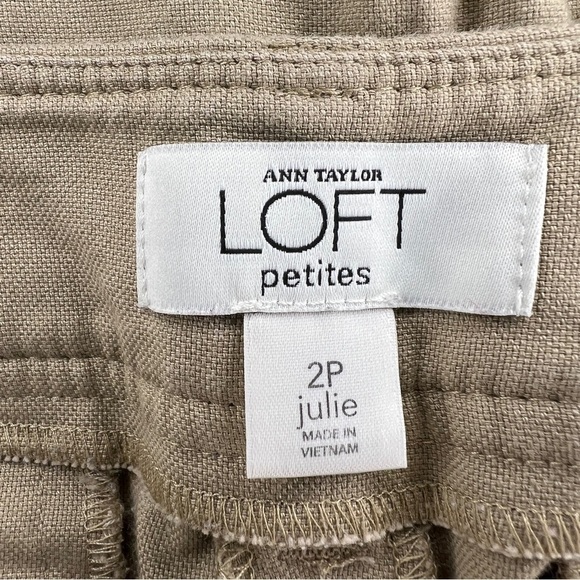 ANN TAYLOR
LOFT
petites
2P
julie
MADE IN
VIETNAM